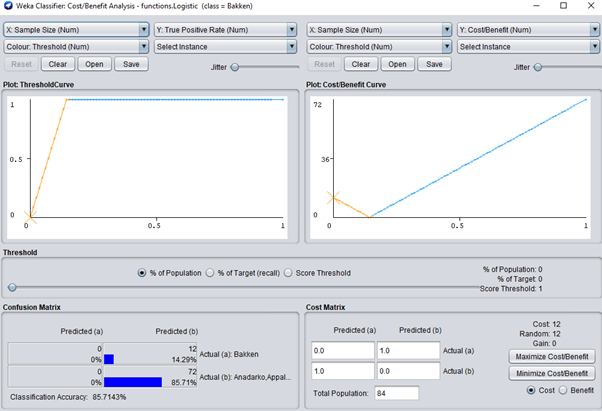 Weka Classifier: Cost/Benefit Analysis - functions.Logistic (class = Bakken)
X: Sample Size (Num) Y: True Positive Rate (Num) X: Sample Size (Num) Y: Cost/Benefit (Num)
Colour: Threshold (Num) Select Instance Colour: Threshold (Num) Select Instance
Reset Clear Open Save Jitter Reset Clear Open Save Jitter
Plot: ThresholdCurve Plot: Cost/Benefit Curve
1 72
0.5 36
0 0
0 0.5 1 0 0.5 1
Threshold
% of Population % of Target (recall) Score Threshold
% of Population: 0
% of Target: 0
Score Threshold: 1
Confusion Matrix
Predicted (a) Predicted (b)
0 12
0% 14.29%
Actual (a): Bakken
0 72
0% 85.71%
Actual (b): Anadarko,Appal...
Classification Accuracy: 85.7143%
Cost Matrix
Predicted (a) Predicted (b)
0.0 1.0 Actual (a)
1.0 0.0 Actual (b)
Total Population: 84
Cost: 12
Random: 12
Gain: 0
Maximize Cost/Benefit
Minimize Cost/Benefit
Cost Benefit